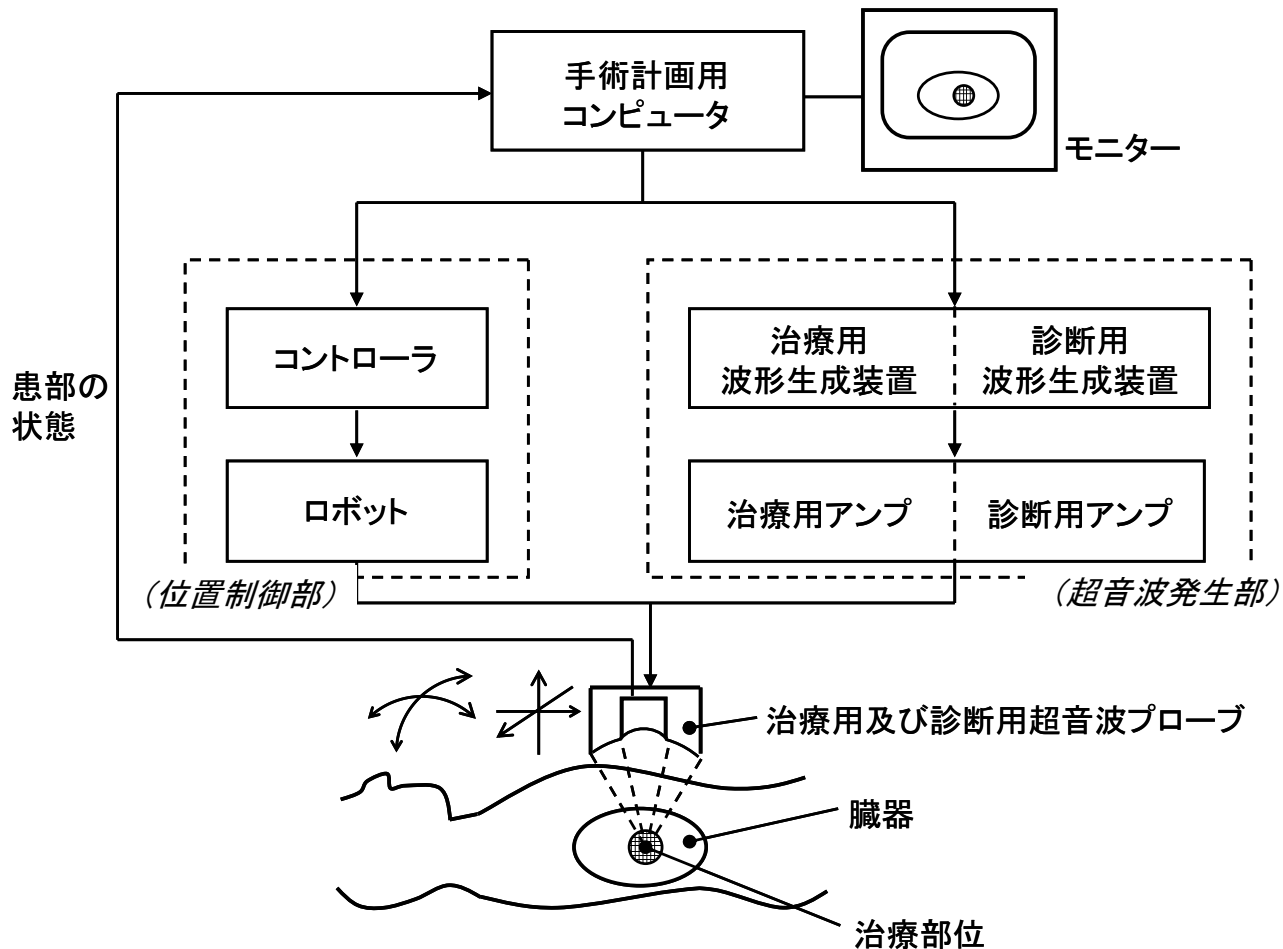 手術計画用
コンピュータ
モニター
患部の
状態
コントローラ
ロボット
(位置制御部)
治療用
波形生成装置
診断用
波形生成装置
治療用アンプ
診断用アンプ
(超音波発生部)
治療用及び診断用超音波プローブ
臓器
治療部位